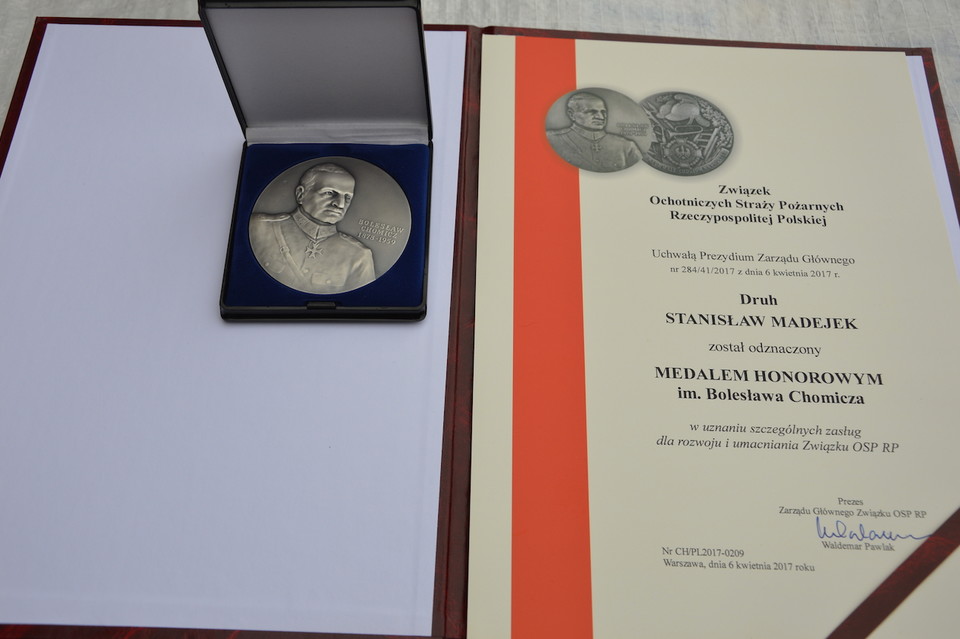 BOLESŁAW
CHOMICZ
1878-1959
Związek
Ochotniczych Straży Pożarnych
Rzeczypospolitej Polskiej
Uchwałą Prezydium Zarządu Głównego
nr 284/41/2017 z dnia 6 kwietnia 2017 r.
Druh
STANISŁAW MADEJEK
został odznaczony
MEDALEM HONOROWYM
im. Bolesława Chomicza
w uznaniu szczególnych zasług
dla rozwoju i umacniania Związku OSP RP
Prezes
Zarządu Głównego Związku OSP RP
Waldemar Pawlak
Nr CH/PL2017-0209
Warszawa, dnia 6 kwietnia 2017 roku